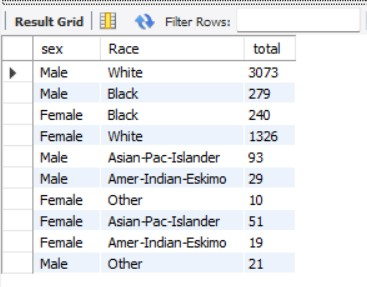 Result Grid Filter Rows:
sex Race total
Male White 3073
Male Black 279
Female Black 240
Female White 1326
Male Asian-Pac-Islander 93
Male Amer-Indian-Eskimo 29
Female Other 10
Female Asian-Pac-Islander 51
Female Amer-Indian-Eskimo 19
Male Other 21